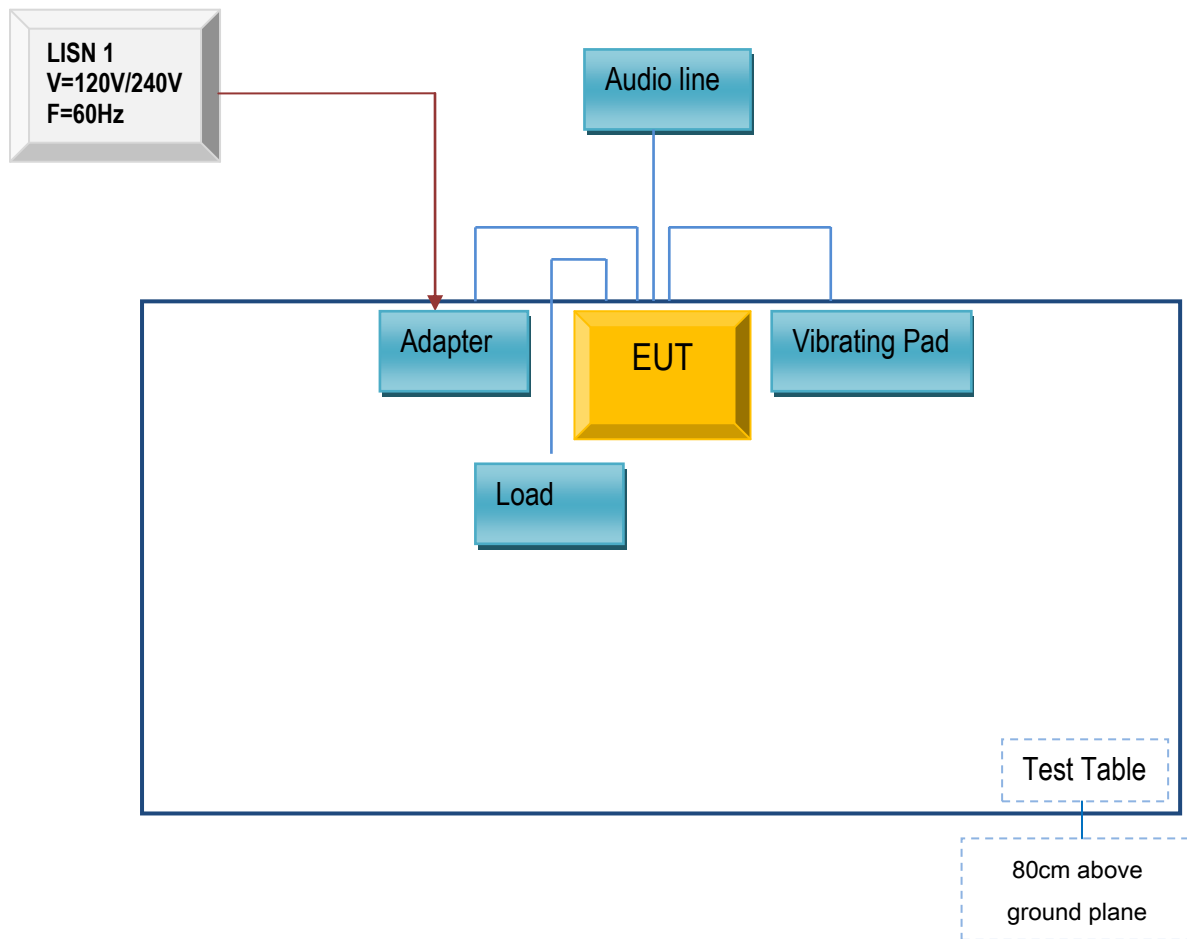 LISN 1
V=120V/240V
F=60Hz
Audio line
Adapter
EUT
Vibrating Pad
Load
Test Table
80cm above
ground plane